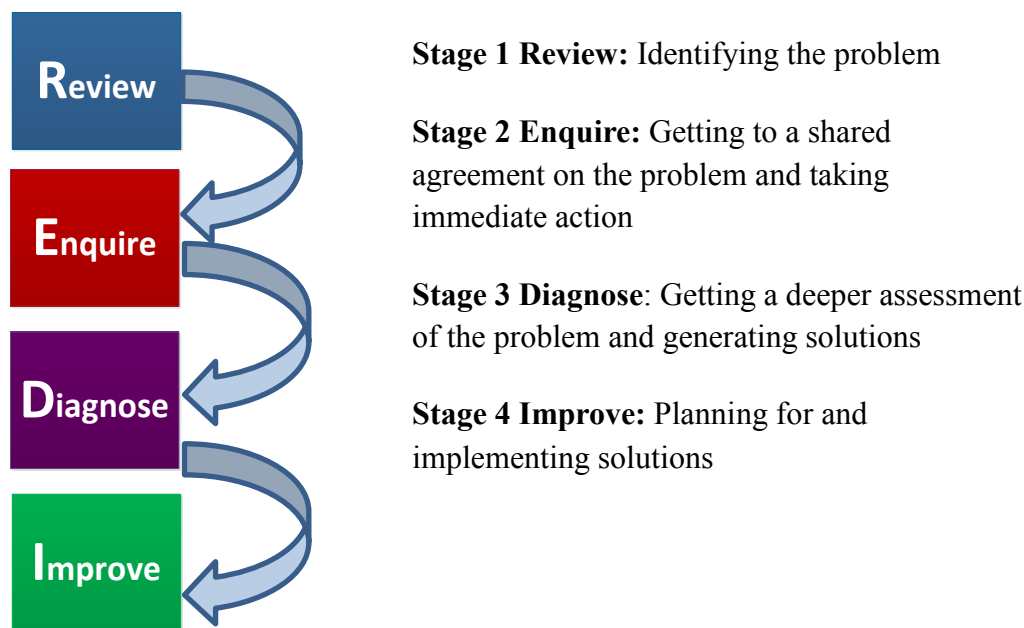 Review
Enquire
Diagnose
Improve
Stage 1 Review: Identifying the problem
Stage 2 Enquire: Getting to a shared
agreement on the problem and taking
immediate action
Stage 3 Diagnose: Getting a deeper assessment
of the problem and generating solutions
Stage 4 Improve: Planning for and
implementing solutions